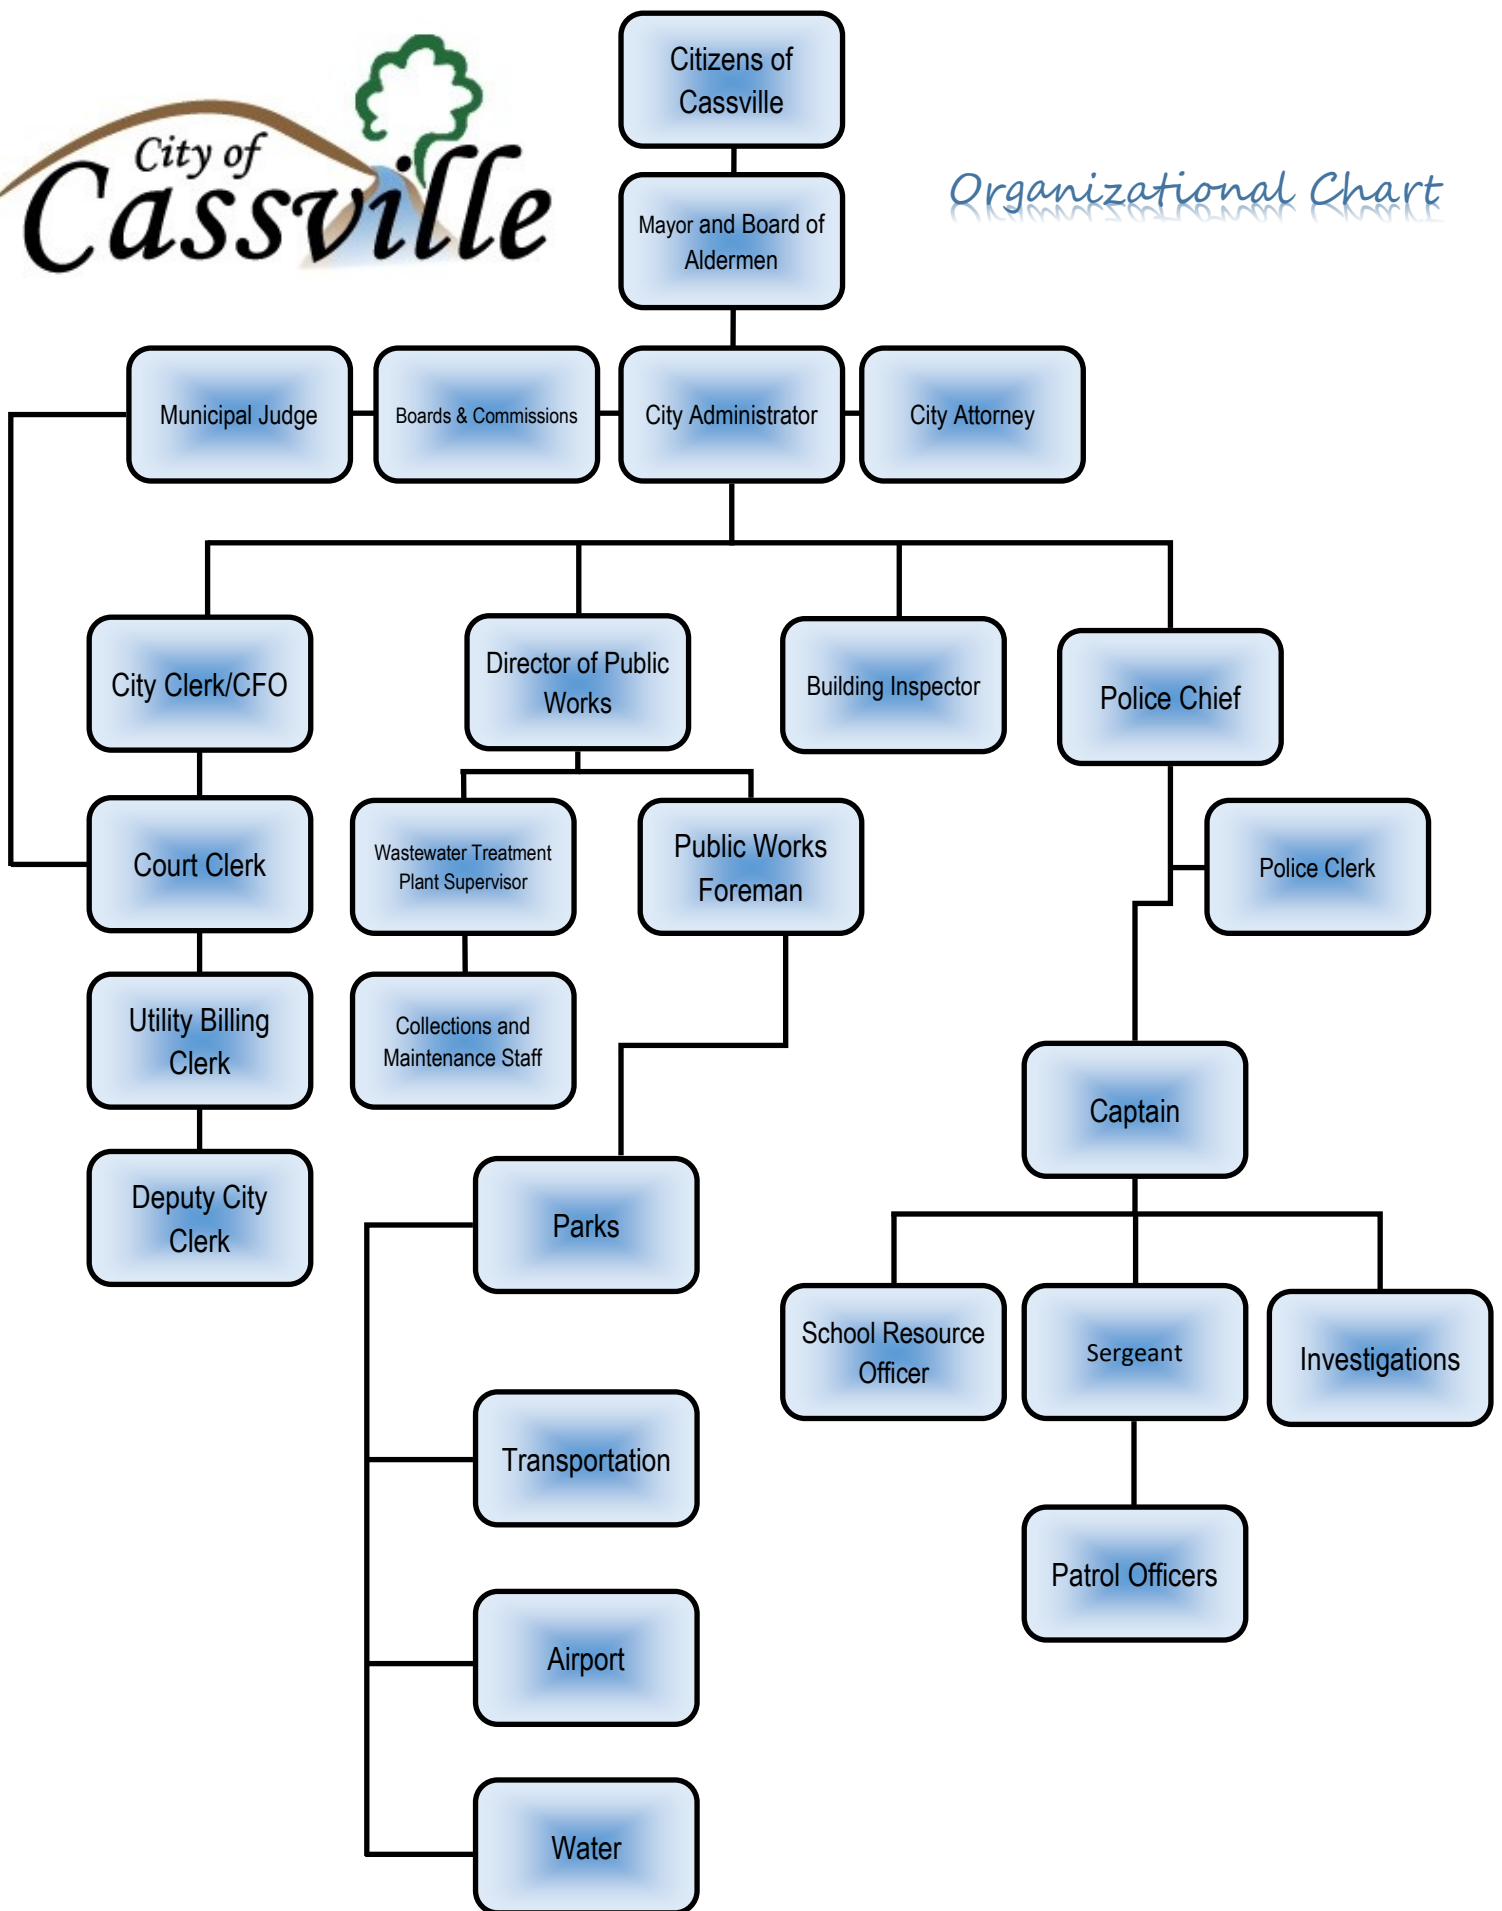 Citizens of
Cassville
City of
Cassville
Organizational Chart
Mayor and Board of
Aldermen
Municipal Judge
Boards & Commissions
City Administrator
City Attorney
City Clerk/CFO
Director of Public
Works
Building Inspector
Police Chief
Court Clerk
Wastewater Treatment
Plant Supervisor
Public Works
Foreman
Police Clerk
Utility Billing
Clerk
Collections and
Maintenance Staff
Captain
Deputy City
Clerk
Parks
School Resource
Officer
Sergeant
Investigations
Transportation
Patrol Officers
Airport
Water